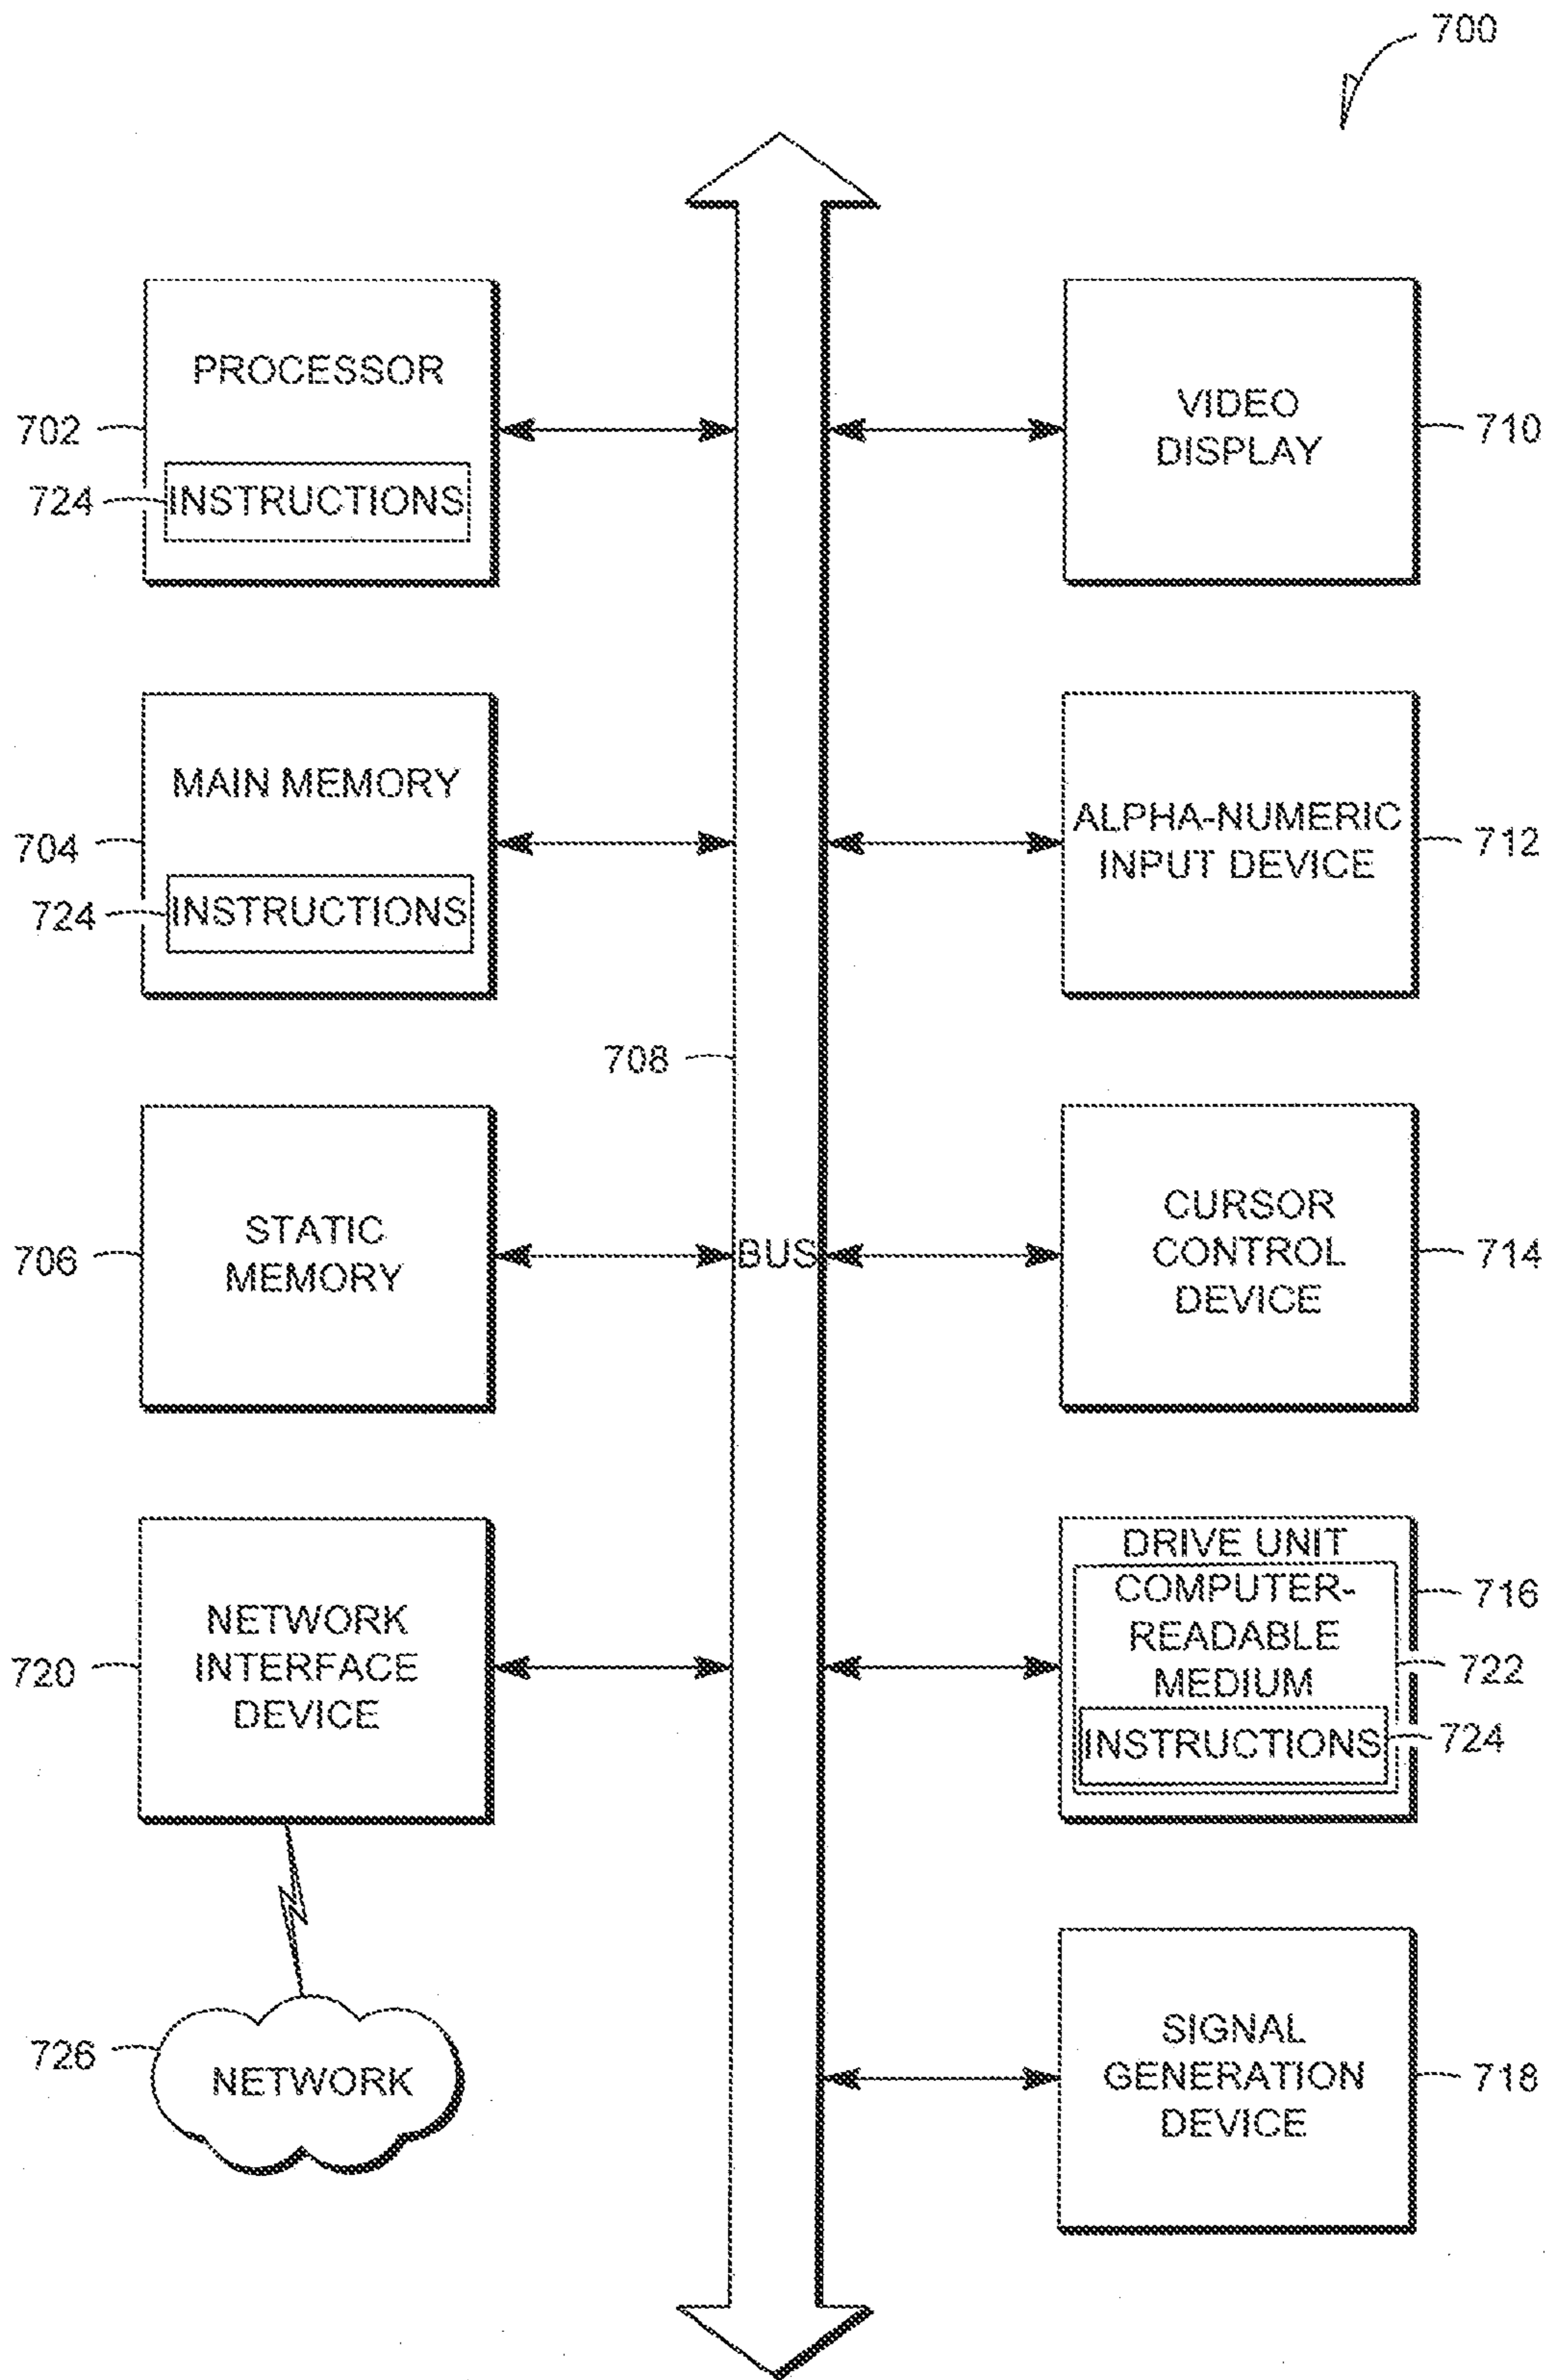 700
PROCESSOR
702
724
INSTRUCTIONS
VIDEO
DISPLAY
710
MAIN MEMORY
704
724
INSTRUCTIONS
ALPHA-NUMERIC
INPUT DEVICE
712
708
STATIC
MEMORY
706
BUS
CURSOR
CONTROL
DEVICE
714
NETWORK
INTERFACE
DEVICE
720
DRIVE UNIT
COMPUTER-
READABLE
MEDIUM
716
722
INSTRUCTIONS
724
726
NETWORK
SIGNAL
GENERATION
DEVICE
718